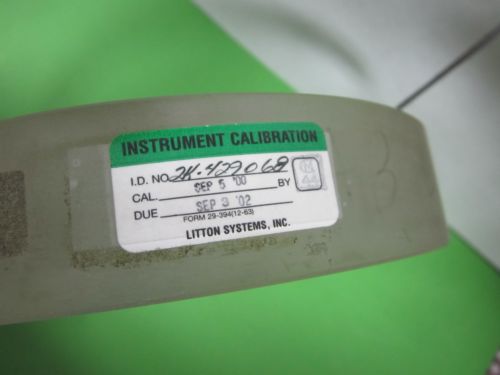 INSTRUMENT CALIBRATION
I.D. NO. 2K-429068
CAL. SEP 5 '00 BY
DUE SEP 3 '02
FORM 29-394(12-63)
LITTON SYSTEMS, INC.